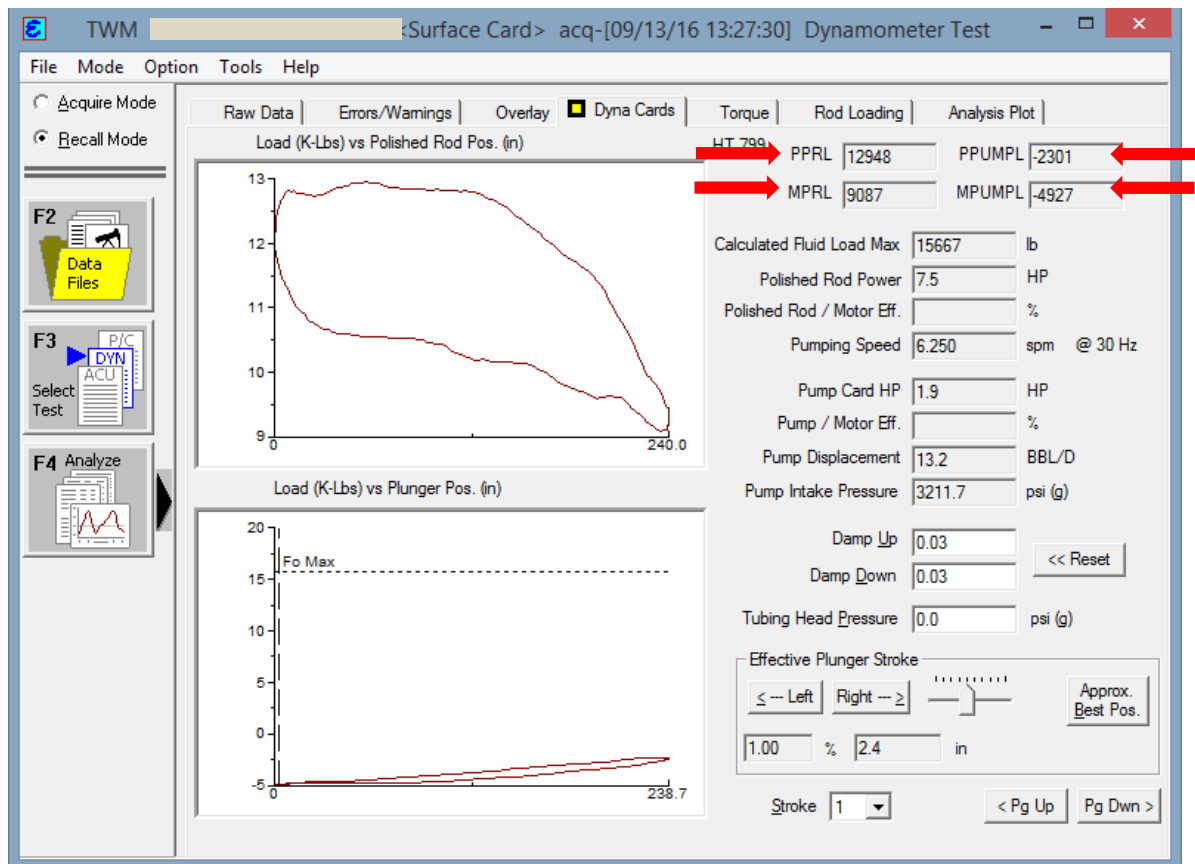 TWM <Surface Card> acq-[09/13/16 13:27:30] Dynamometer Test
File Mode Option Tools Help
Acquire Mode
Recall Mode
F2
Data
Files
F3
P/C
DYN
ACU
Select
Test
F4 Analyze
Raw Data Errors/Warnings Overlay Dyna Cards Torque Rod Loading Analysis Plot
Load (K-Lbs) vs Polished Rod Pos. (in)
13
12
11
10
9
0 240.0
Load (K-Lbs) vs Plunger Pos. (in)
20
Fo Max
15
10
5
0
-5
0 238.7
HT 799
PPRL 12948 PPUMPL -2301
MPRL 9087 MPUMPL -4927
Calculated Fluid Load Max 15667 lb
Polished Rod Power 7.5 HP
Polished Rod / Motor Eff. %
Pumping Speed 6.250 spm @ 30 Hz
Pump Card HP 1.9 HP
Pump / Motor Eff. %
Pump Displacement 13.2 BBL/D
Pump Intake Pressure 3211.7 psi (g)
Damp Up 0.03
<< Reset
Damp Down 0.03
Tubing Head Pressure 0.0 psi (g)
Effective Plunger Stroke
< --- Left Right --- > Approx.
Best Pos.
1.00 % 2.4 in
Stroke 1 < Pg Up Pg Dwn >